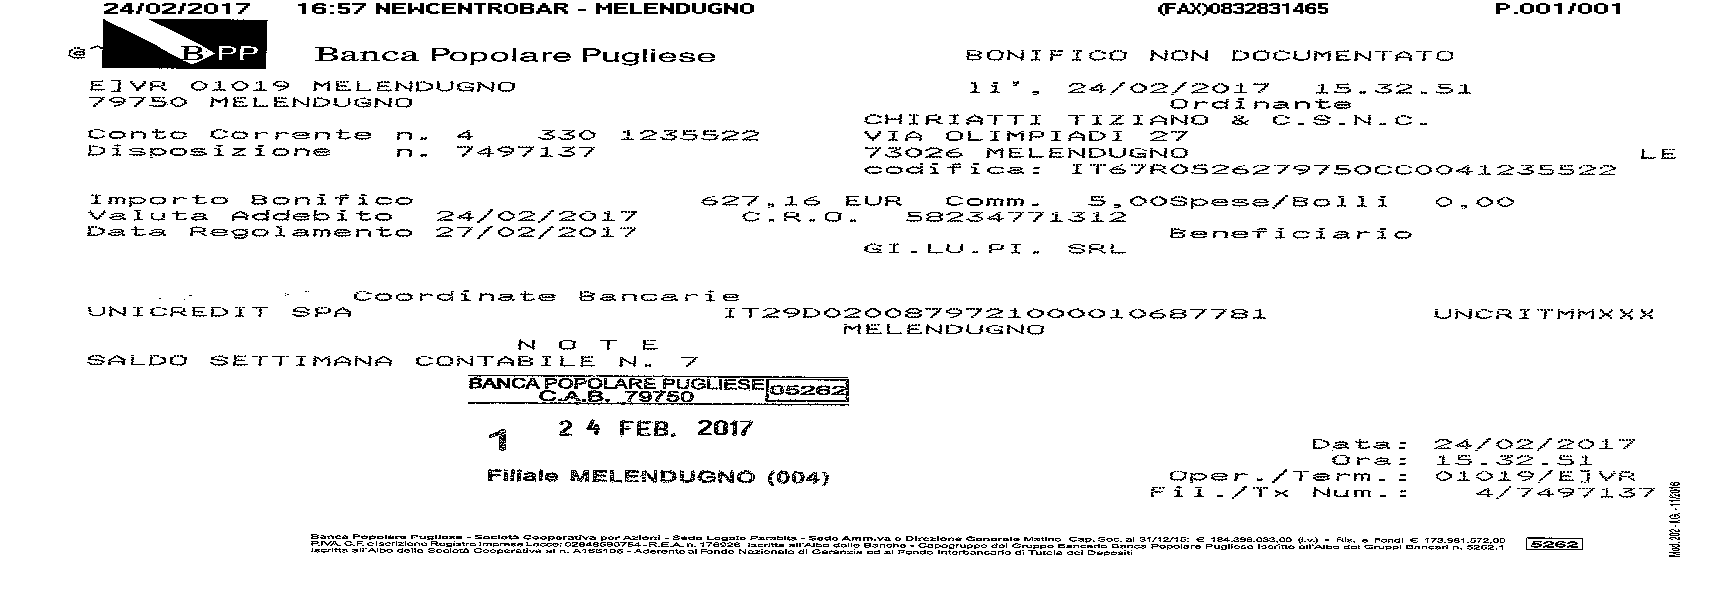 24/02/2017 16:57 NEWCENTROBAR - MELENDUGNO (FAX)0832831465 P.001/001
BPP Banca Popolare Pugliese BONIFICO NON DOCUMENTATO
EJVR 01019 MELENDUGNO li', 24/02/2017 15.32.51
79750 MELENDUGNO Ordinante
CHIRIATTI TIZIANO & C.S.N.C.
Conto Corrente n. 4 330 1235522 VIA OLIMPIADI 27
Disposizione n. 7497137 73026 MELENDUGNO LE
codifica: IT67R0526279750CC0041235522
Importo Bonifico 627,16 EUR Comm. 5,00Spese/Bolli 0,00
Valuta Addebito 24/02/2017 C.R.O. 58234771312
Data Regolamento 27/02/2017 Beneficiario
GI.LU.PI. SRL
Coordinate Bancarie
UNICREDIT SPA IT29D0200879721000010687781 UNCRITMMXXX
MELENDUGNO
N O T E
SALDO SETTIMANA CONTABILE N. 7
BANCA POPOLARE PUGLIESE 05262
C.A.B. 79750
1 24 FEB. 2017
Filiale MELENDUGNO (004)
Data: 24/02/2017
Ora: 15.32.51
Oper./Term.: 01019/EJVR
Fil./Tx Num.: 4/7497137
Mod. 202 - I.G. - 11/2016
Banca Popolare Pugliese - Società Cooperativa per Azioni - Sede Legale Parabita - Sede Amm.va e Direzione Generale Matino Cap. Soc. al 31/12/15: € 184.398.093,00 (i.v.) - Ris. e Fondi € 173.961.572,00
P.IVA, C.F. e Iscrizione Registro Imprese Lecce: 02848590754 - R.E.A. n. 176926 Iscritta all'Albo delle Banche - Capogruppo del Gruppo Bancario Banca Popolare Pugliese Iscritto all'Albo dei Gruppi Bancari n. 5262.1 5262
Iscritta all'Albo delle Società Cooperative al n. A166106 - Aderente al Fondo Nazionale di Garanzia ed al Fondo Interbancario di Tutela dei Depositi